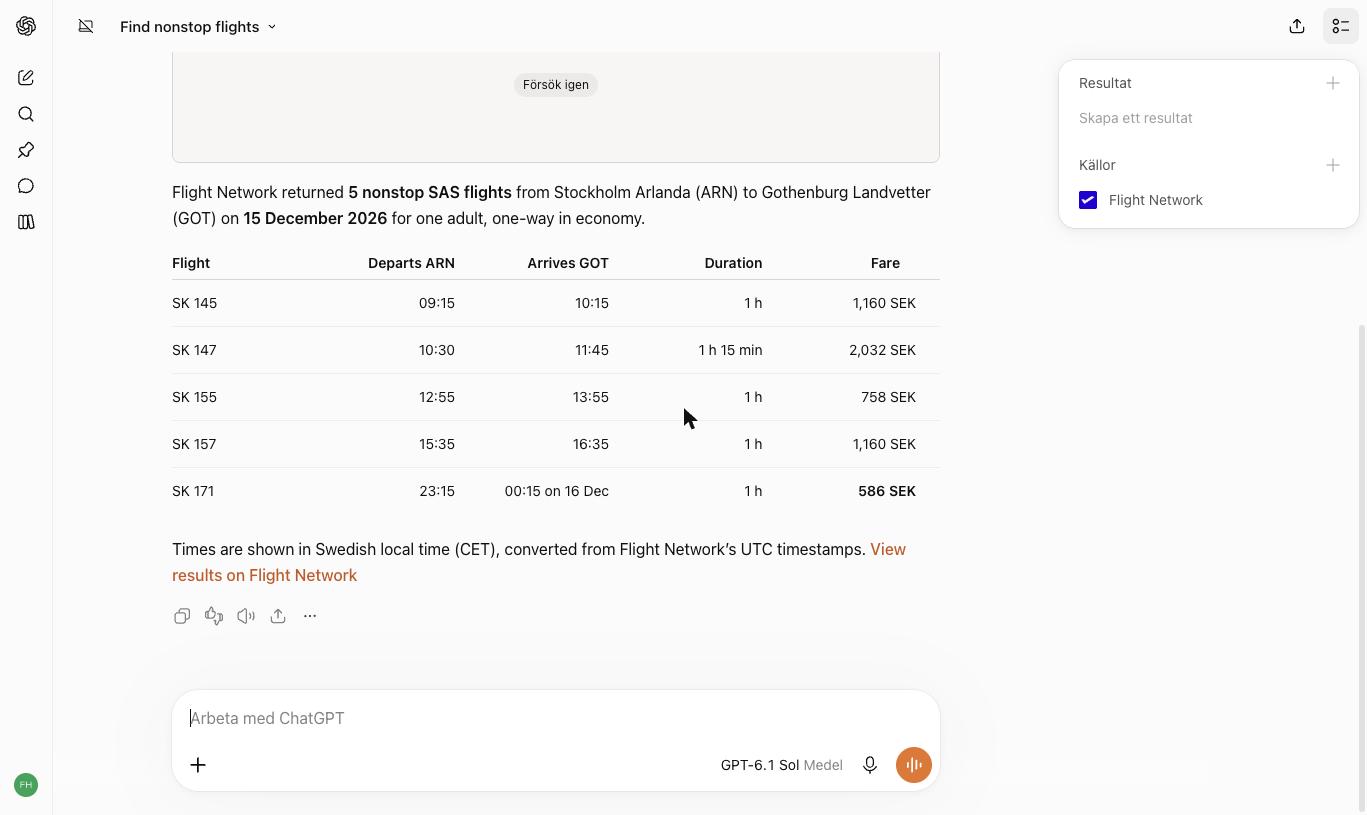 Find nonstop flights
Försök igen
Resultat
Skapa ett resultat
Källor
Flight Network
Flight Network returned 5 nonstop SAS flights from Stockholm Arlanda (ARN) to Gothenburg Landvetter
(GOT) on 15 December 2026 for one adult, one-way in economy.
Flight Departs ARN Arrives GOT Duration Fare
SK 145 09:15 10:15 1 h 1,160 SEK
SK 147 10:30 11:45 1 h 15 min 2,032 SEK
SK 155 12:55 13:55 1 h 758 SEK
SK 157 15:35 16:35 1 h 1,160 SEK
SK 171 23:15 00:15 on 16 Dec 1 h 586 SEK
Times are shown in Swedish local time (CET), converted from Flight Network’s UTC timestamps. View
results on Flight Network
Arbeta med ChatGPT
GPT-6.1 Sol Medel
FH